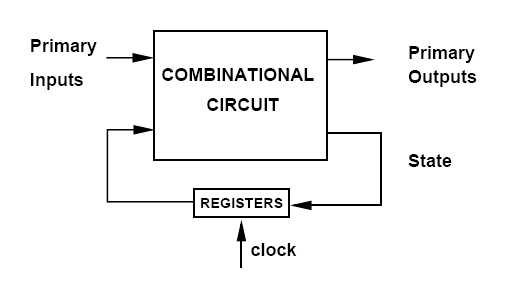 Primary
Inputs
COMBINATIONAL
CIRCUIT
Primary
Outputs
State
REGISTERS
clock